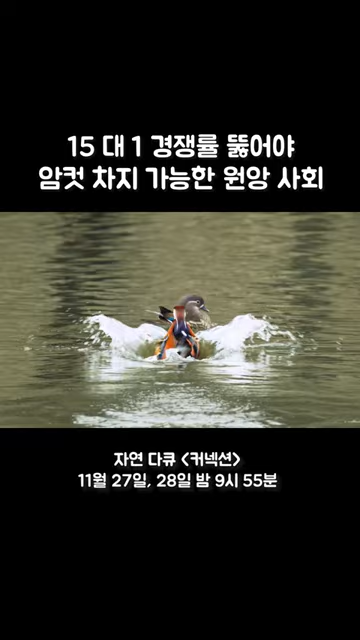 15 대 1 경쟁률 뚫어야
암컷 차지 가능한 원앙 사회
자연 다큐 <커넥션>
11월 27일, 28일 밤 9시 55분